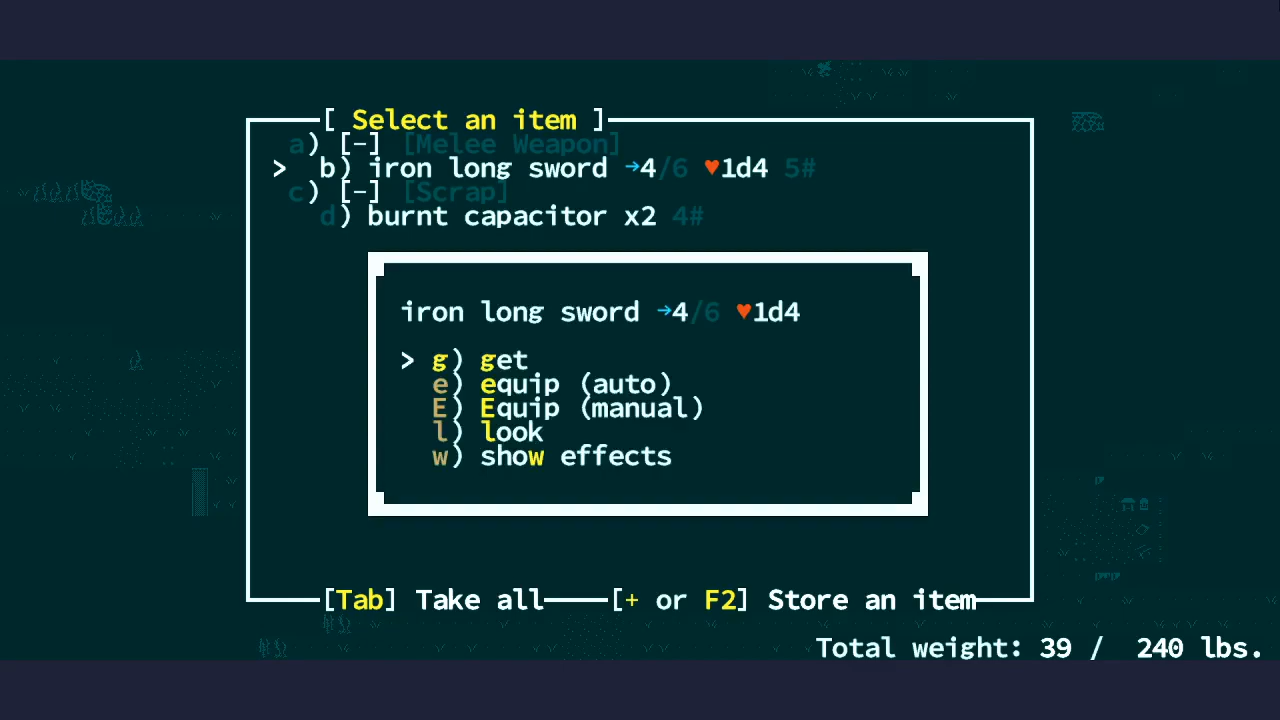 [ Select an item ]
a) [-] [Melee Weapon]
> b) iron long sword →4/6 ♥1d4 5#
c) [-] [Scrap]
d) burnt capacitor x2 4#
iron long sword →4/6 ♥1d4
> g) get
e) equip (auto)
E) Equip (manual)
l) look
w) show effects
[Tab] Take all [+ or F2] Store an item
Total weight: 39 / 240 lbs.